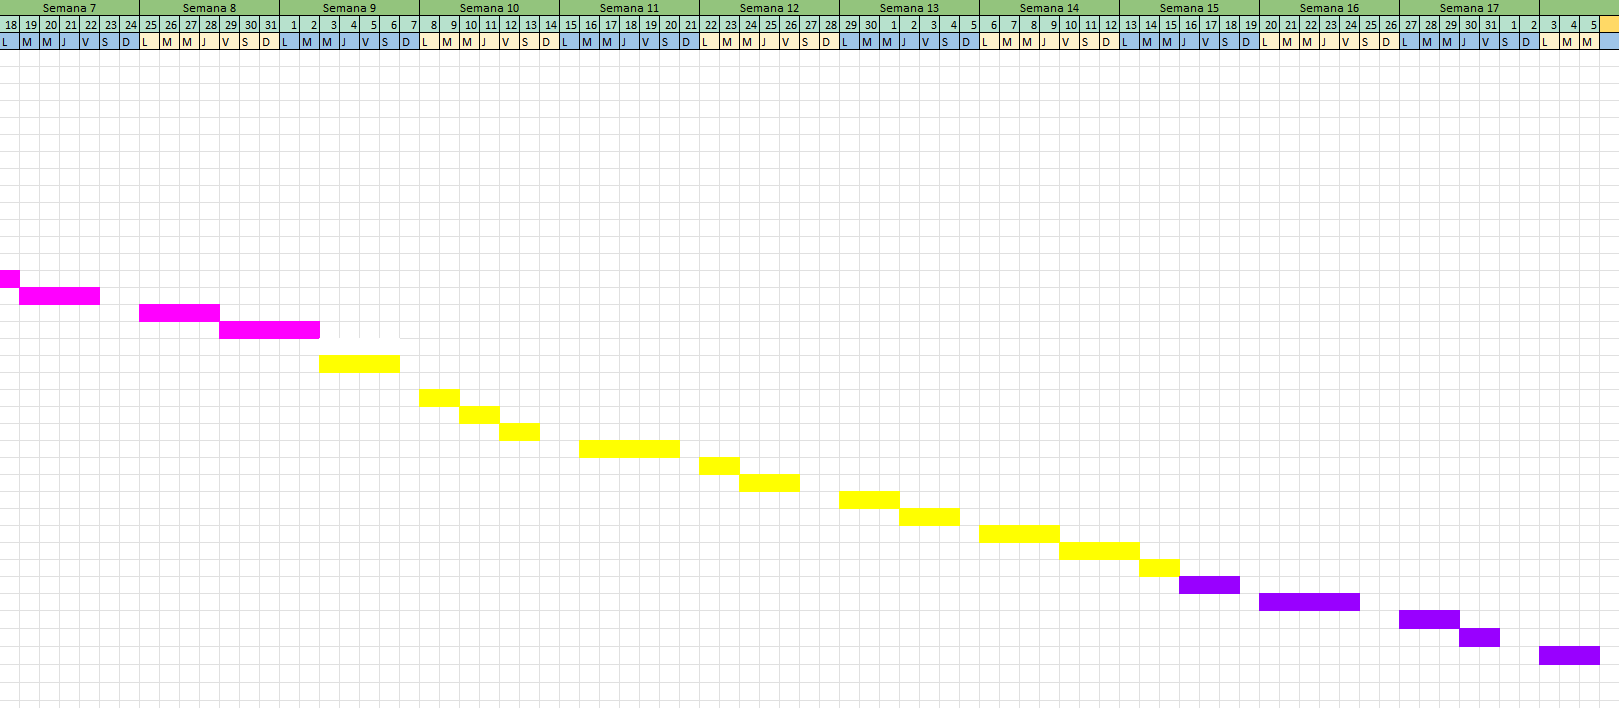 Semana 7 Semana 8 Semana 9 Semana 10 Semana 11 Semana 12 Semana 13 Semana 14 Semana 15 Semana 16 Semana 17
18 19 20 21 22 23 24 25 26 27 28 29 30 31 1 2 3 4 5 6 7 8 9 10 11 12 13 14 15 16 17 18 19 20 21 22 23 24 25 26 27 28 29 30 1 2 3 4 5 6 7 8 9 10 11 12 13 14 15 16 17 18 19 20 21 22 23 24 25 26 27 28 29 30 31 1 2 3 4 5
L M M J V S D L M M J V S D L M M J V S D L M M J V S D L M M J V S D L M M J V S D L M M J V S D L M M J V S D L M M J V S D L M M J V S D L M M J V S D L M M